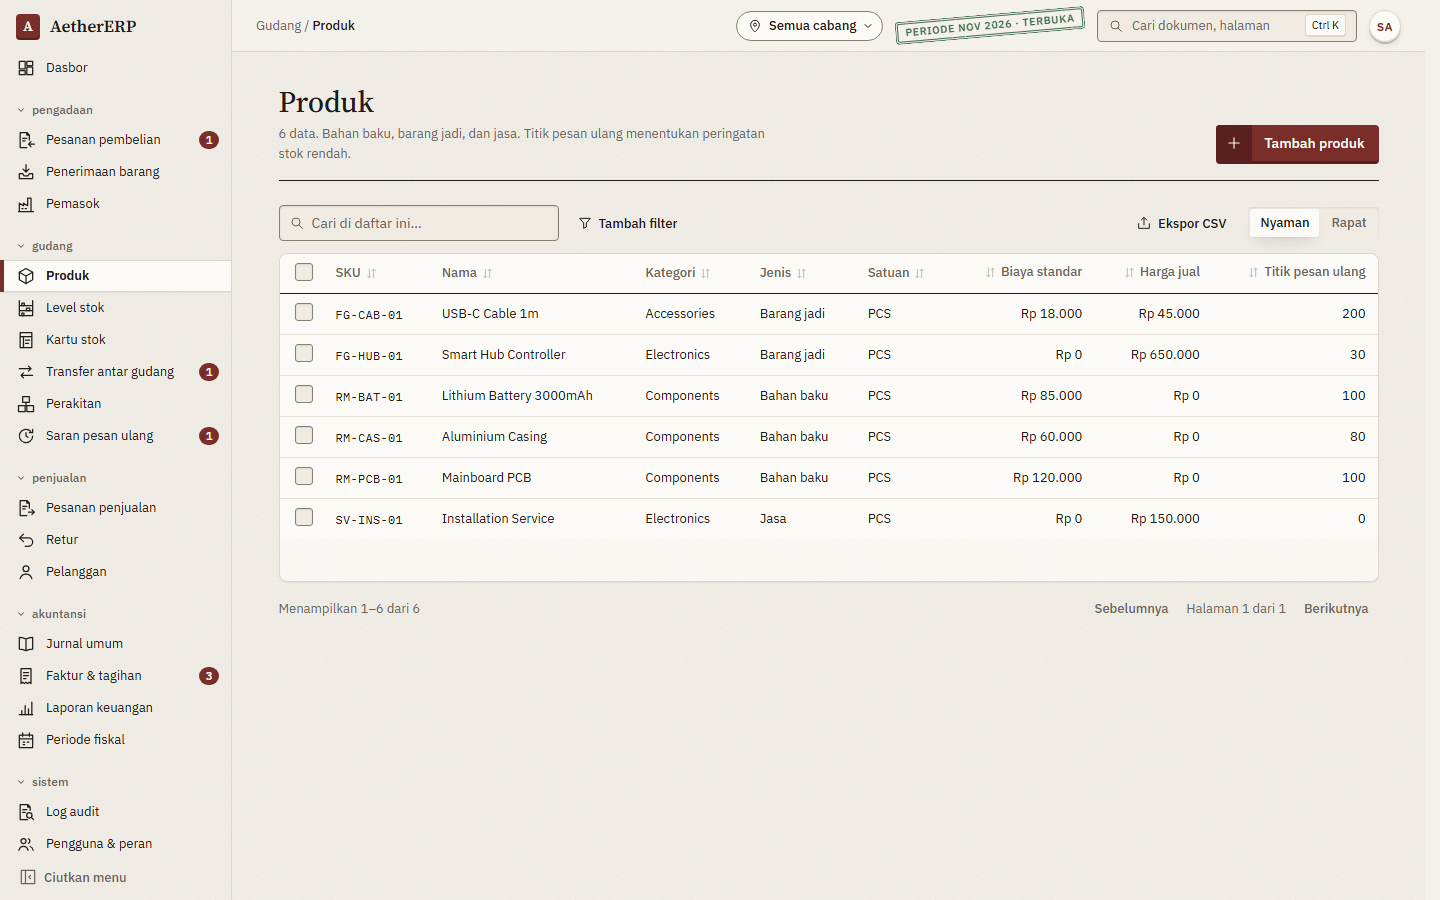 A AetherERP
Dasbor
pengadaan
Pesanan pembelian 1
Penerimaan barang
Pemasok
gudang
Produk
Level stok
Kartu stok
Transfer antar gudang 1
Perakitan
Saran pesan ulang 1
penjualan
Pesanan penjualan
Retur
Pelanggan
akuntansi
Jurnal umum
Faktur & tagihan 3
Laporan keuangan
Periode fiskal
sistem
Log audit
Pengguna & peran
Ciutkan menu
Gudang / Produk
Semua cabang
PERIODE NOV 2026 · TERBUKA
Cari dokumen, halaman Ctrl K
SA
Produk
6 data. Bahan baku, barang jadi, dan jasa. Titik pesan ulang menentukan peringatan
stok rendah.
Tambah produk
Cari di daftar ini...
Tambah filter
Ekspor CSV
Nyaman Rapat
SKU Nama Kategori Jenis Satuan Biaya standar Harga jual Titik pesan ulang
FG-CAB-01 USB-C Cable 1m Accessories Barang jadi PCS Rp 18.000 Rp 45.000 200
FG-HUB-01 Smart Hub Controller Electronics Barang jadi PCS Rp 0 Rp 650.000 30
RM-BAT-01 Lithium Battery 3000mAh Components Bahan baku PCS Rp 85.000 Rp 0 100
RM-CAS-01 Aluminium Casing Components Bahan baku PCS Rp 60.000 Rp 0 80
RM-PCB-01 Mainboard PCB Components Bahan baku PCS Rp 120.000 Rp 0 100
SV-INS-01 Installation Service Electronics Jasa PCS Rp 0 Rp 150.000 0
Menampilkan 1–6 dari 6
Sebelumnya Halaman 1 dari 1 Berikutnya